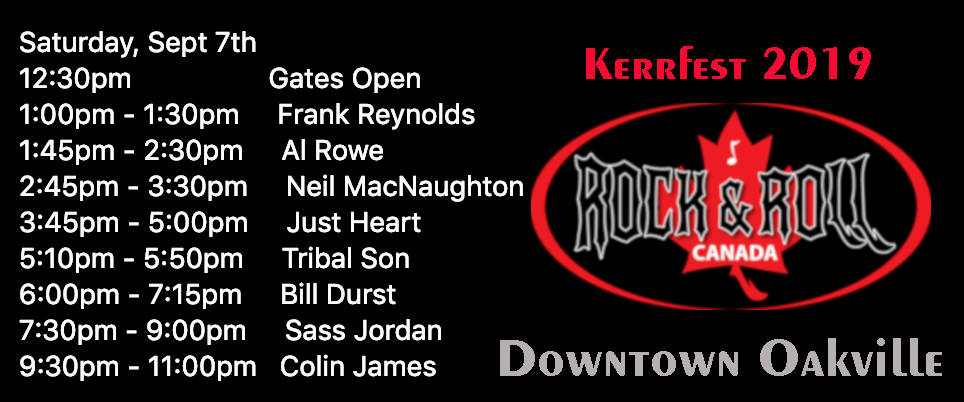 Saturday, Sept 7th
12:30pm Gates Open
1:00pm - 1:30pm Frank Reynolds
1:45pm - 2:30pm Al Rowe
2:45pm - 3:30pm Neil MacNaughton
3:45pm - 5:00pm Just Heart
5:10pm - 5:50pm Tribal Son
6:00pm - 7:15pm Bill Durst
7:30pm - 9:00pm Sass Jordan
9:30pm - 11:00pm Colin James
Kerrfest 2019
ROCK & ROLL
CANADA
Downtown Oakville